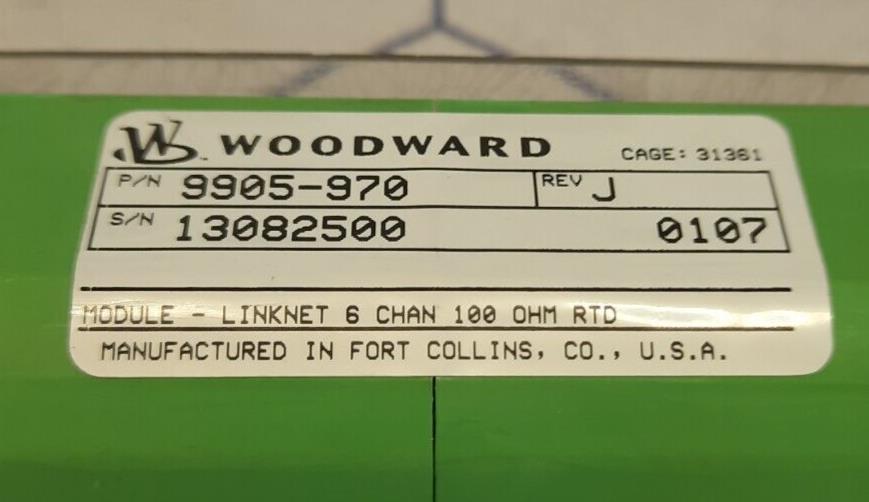 W WOODWARD CAGE: 31361
P/N 9905-970 REV J
S/N 13082500 0107
MODULE - LINKNET 6 CHAN 100 OHM RTD
MANUFACTURED IN FORT COLLINS, CO., U.S.A.